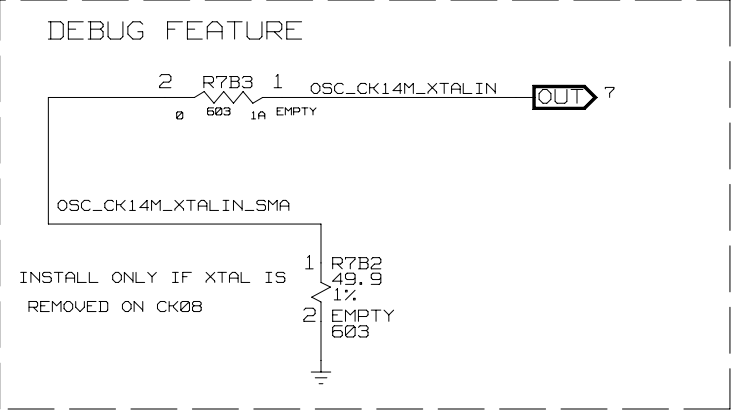 DEBUG FEATURE
2 R7B3 1 OSC_CK14M_XTALIN OUT 7
0 603 1A EMPTY
OSC_CK14M_XTALIN_SMA
1 R7B2
49.9
1%
2 EMPTY
603
INSTALL ONLY IF XTAL IS
REMOVED ON CK08